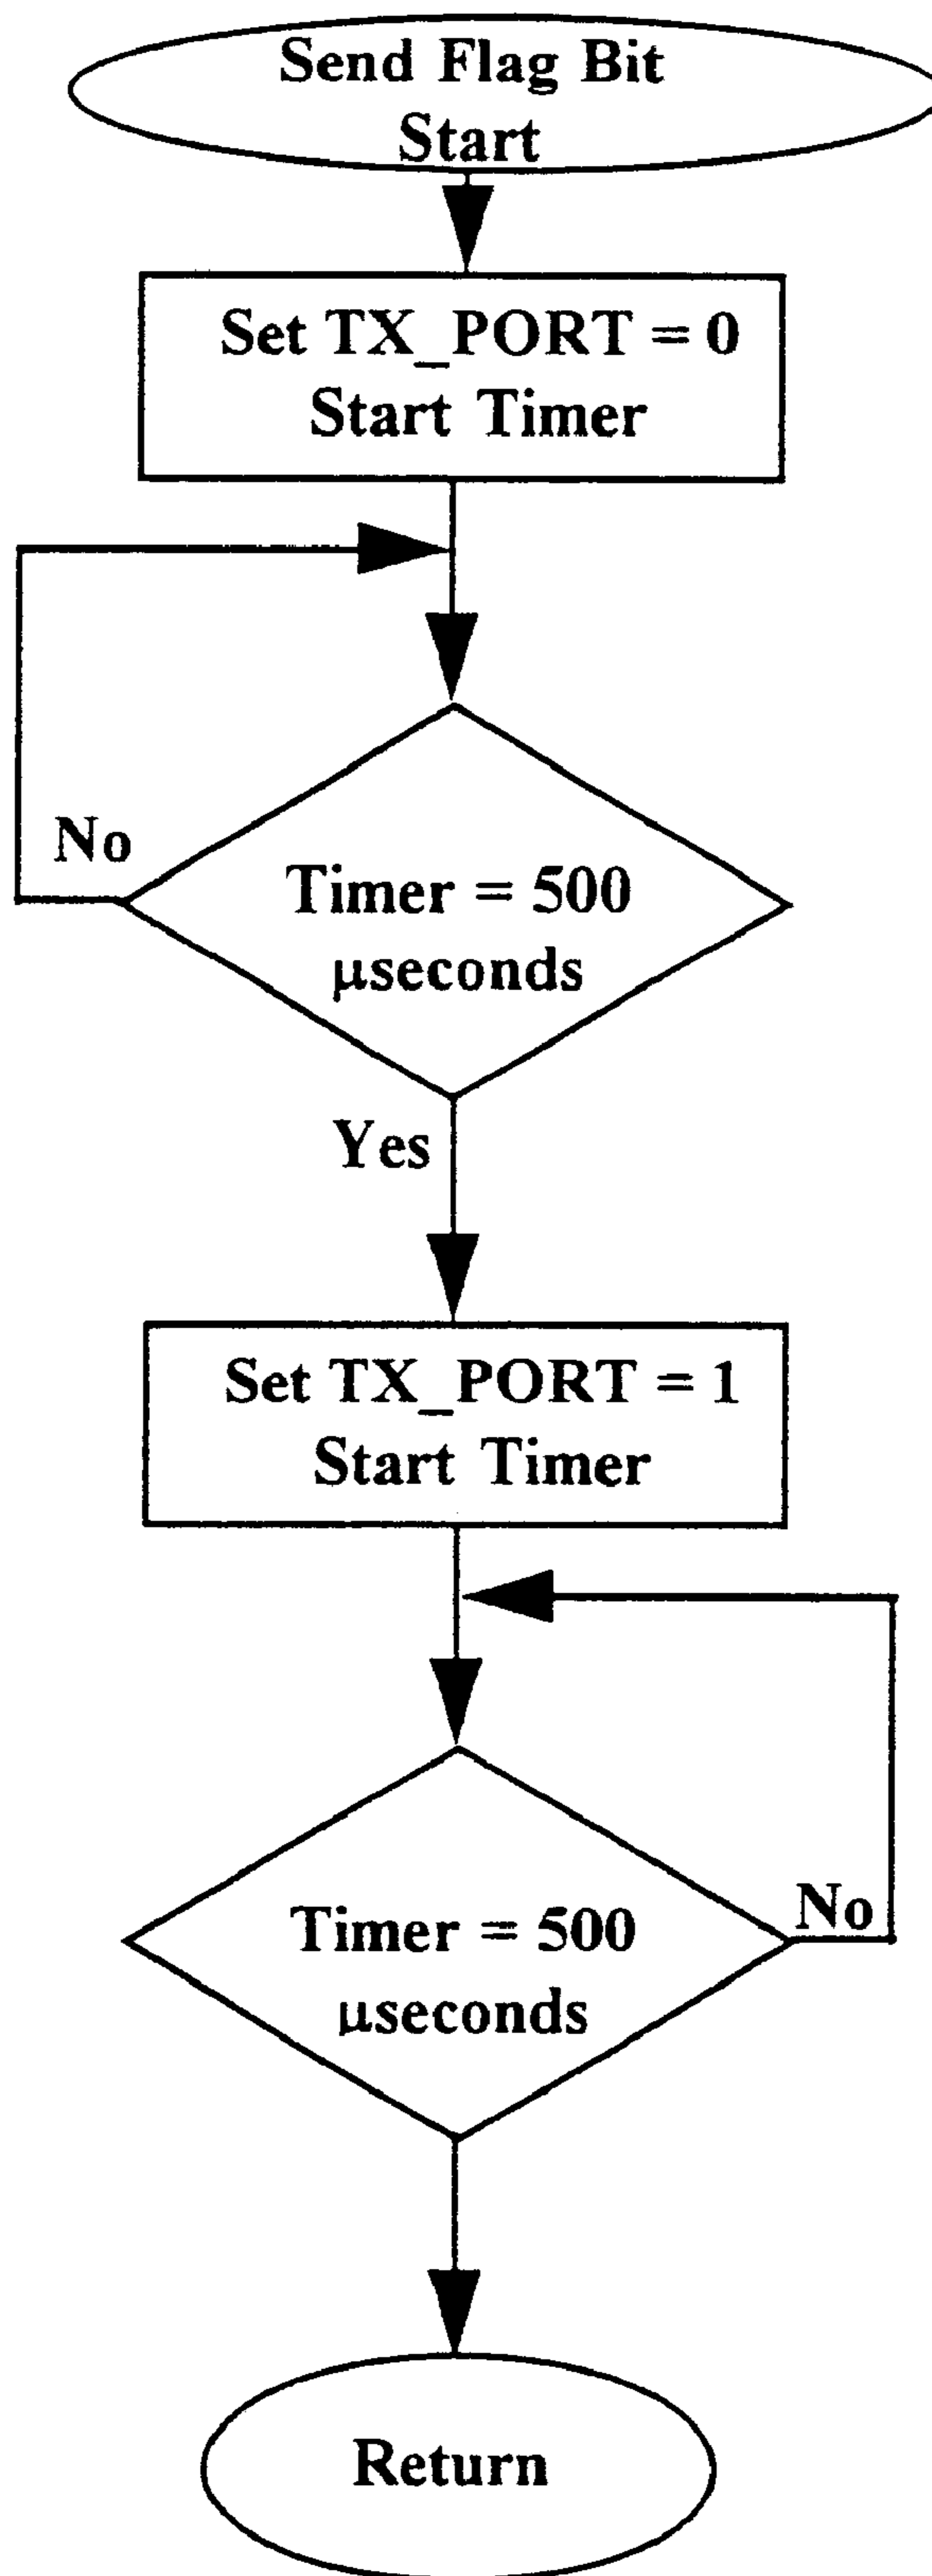 Send Flag Bit
Start
Set TX_PORT = 0
Start Timer
No
Timer = 500
μseconds
Yes
Set TX_PORT = 1
Start Timer
No
Timer = 500
μseconds
Return